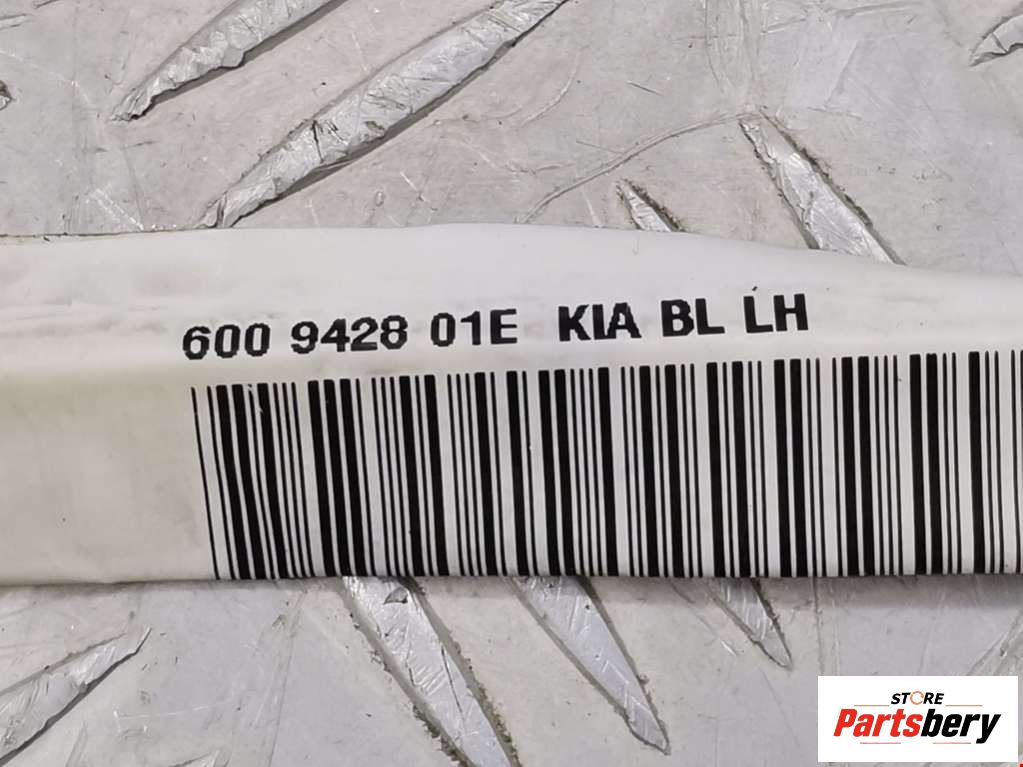 600 9428 01E KIA BL LH
STORE
Partsbery